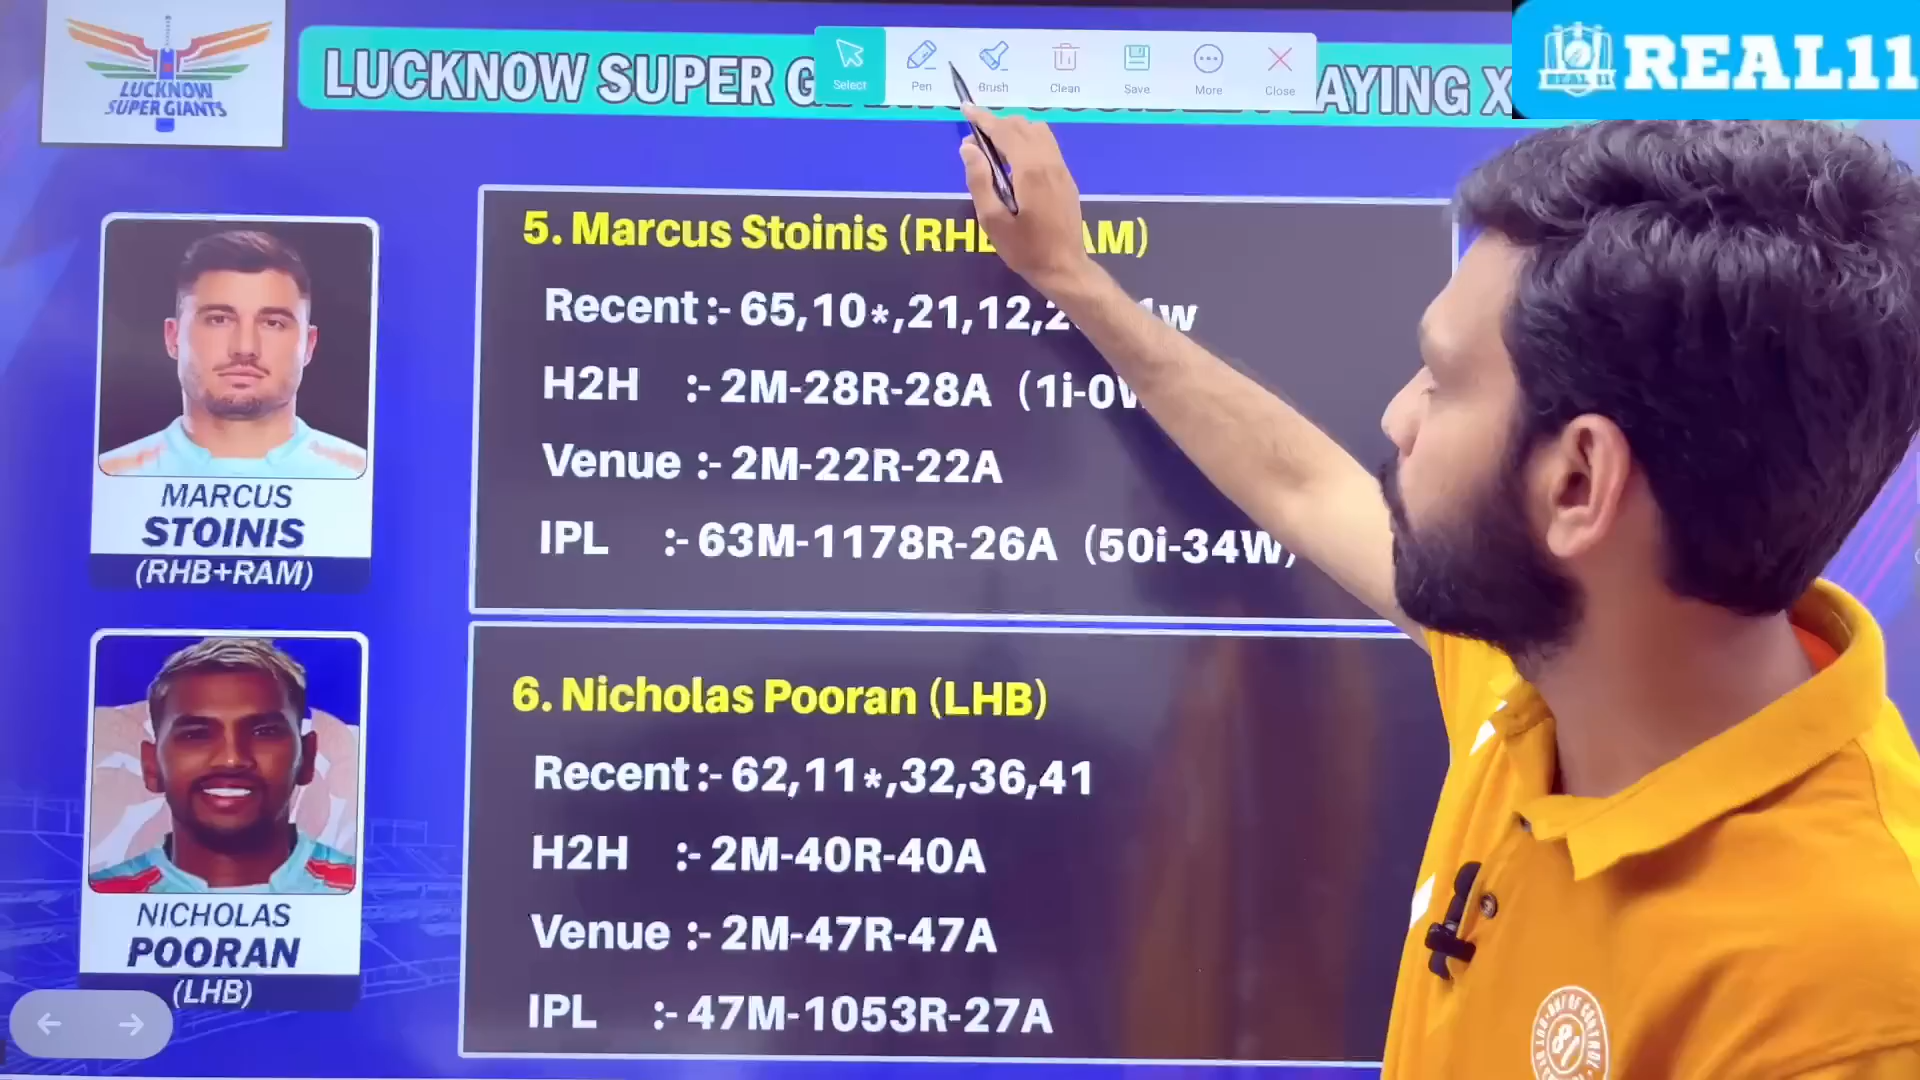 LUCKNOW
SUPER GIANTS
LUCKNOW SUPER
AYING X
Select
Pen
Brush
Clean
Save
More
Close
REAL 11
REAL11
5. Marcus Stoinis (RH AM)
Recent :- 65,10*,21,12,2 w
H2H :- 2M-28R-28A (1i-0
Venue :- 2M-22R-22A
IPL :- 63M-1178R-26A (50i-34W)
MARCUS
STOINIS
(RHB+RAM)
6. Nicholas Pooran (LHB)
Recent :- 62,11*,32,36,41
H2H :- 2M-40R-40A
Venue :- 2M-47R-47A
IPL :- 47M-1053R-27A
NICHOLAS
POORAN
(LHB)